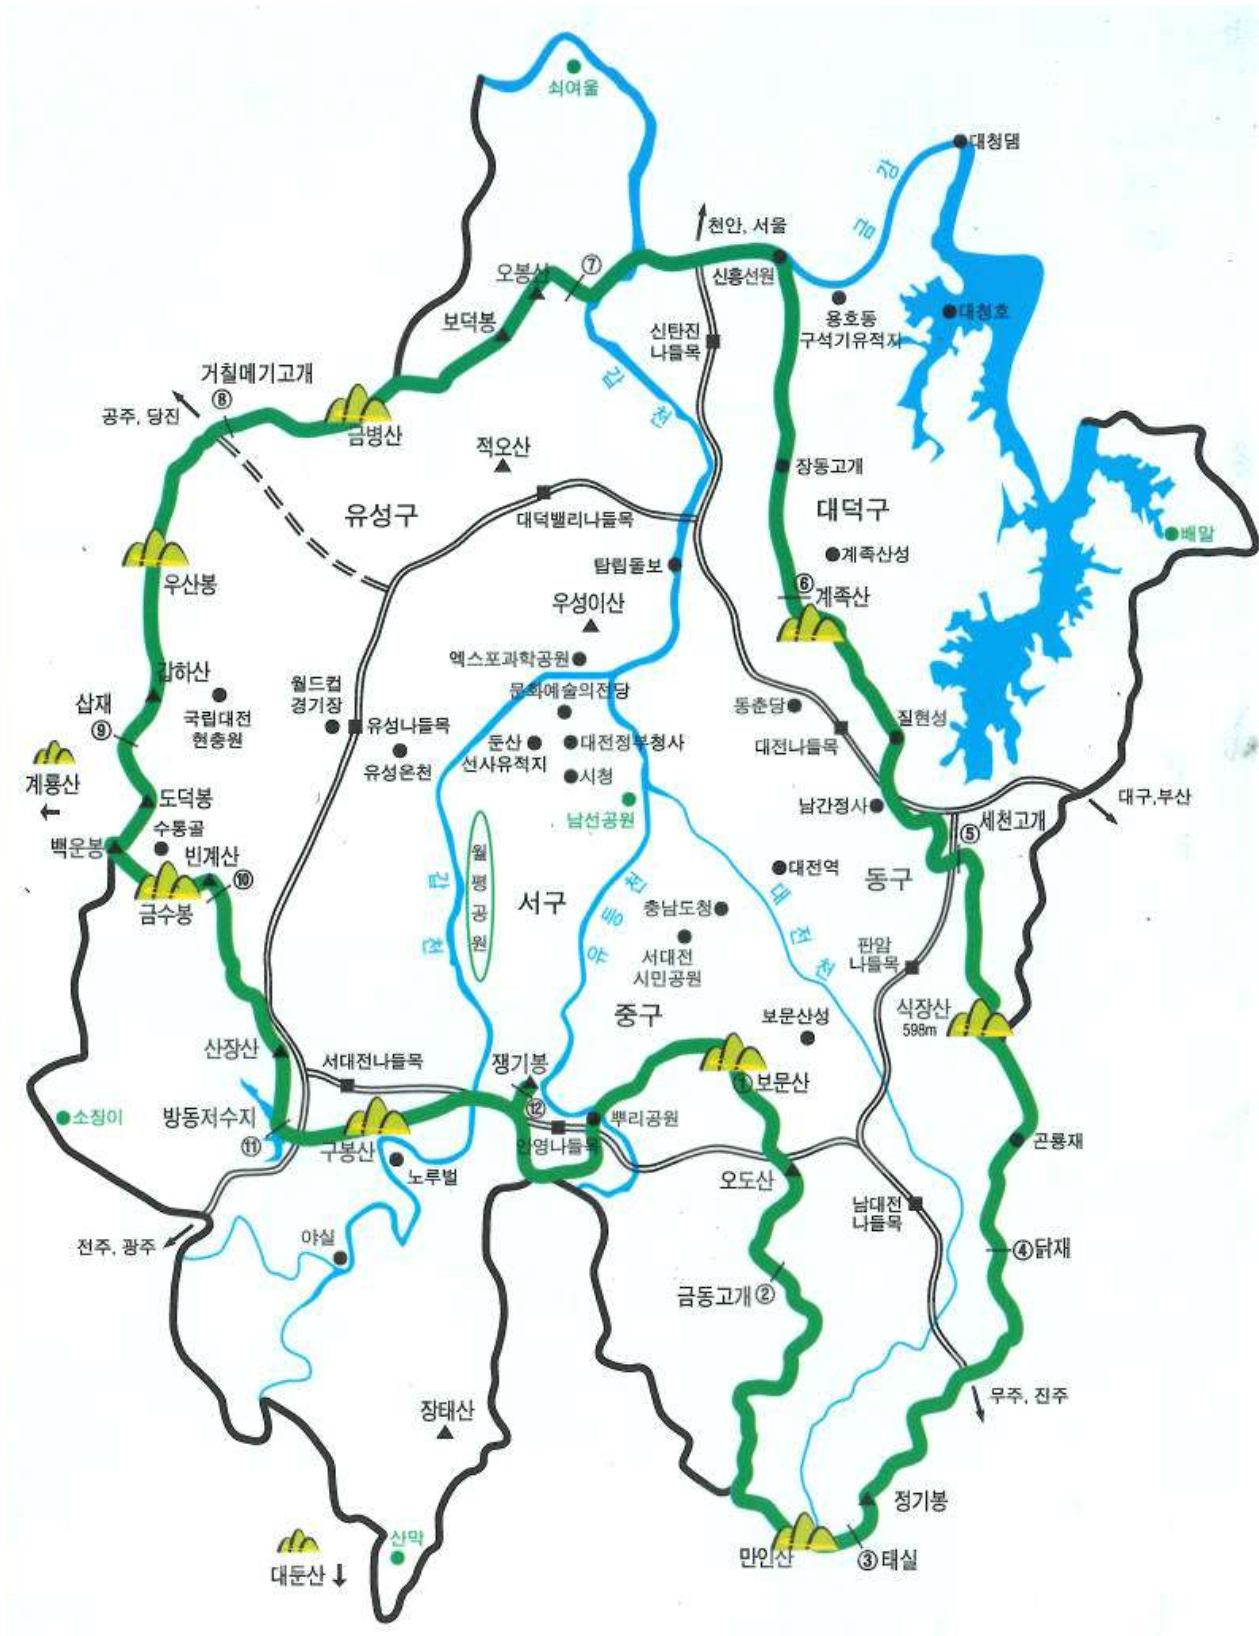 쇠여울
대청댐
금강
천안, 서울
신흥선원
오봉산
⑦
보덕봉
용호동
구석기유적지
대청호
신탄진
나들목
거칠메기고개
⑧
공주, 당진
금병산
갑천
적오산
장동고개
유성구
대덕밸리나들목
대덕구
배말
계족산성
탑립돌보
⑥
계족산
우산봉
우성이산
엑스포과학공원
갑하산
삽재
⑨
국립대전
현충원
월드컵
경기장
유성나들목
유성온천
문화예술의전당
둔산
선사유적지
대전정부청사
시청
남선공원
동춘당
대전나들목
질현성
계룡산
도덕봉
수통골
백운봉
빈계산
⑩
금수봉
남간정사
세천고개
⑤
대구,부산
월평공원
갑천
서구
유등천
대전역
대전천
동구
충남도청
서대전
시민공원
판암
나들목
중구
식장산
598m
보문산성
산장산
서대전나들목
쟁기봉
⑫
①보문산
소징이
방동저수지
⑪
구봉산
노루벌
안영나들목
뿌리공원
곤룡재
오도산
남대전
나들목
전주, 광주
야실
④닭재
금동고개②
무주, 진주
장태산
정기봉
산막
대둔산
만인산
③태실